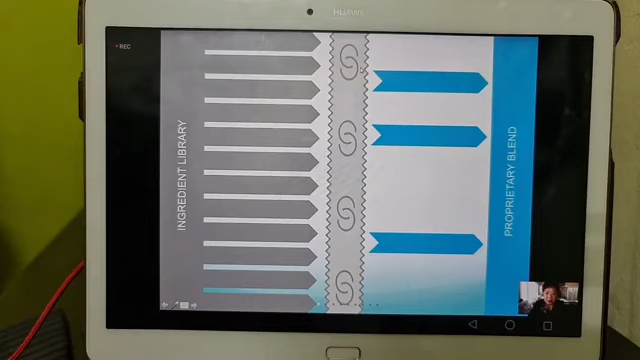 HUAWEI
REC
INGREDIENT LIBRARY
PROPRIETARY BLEND